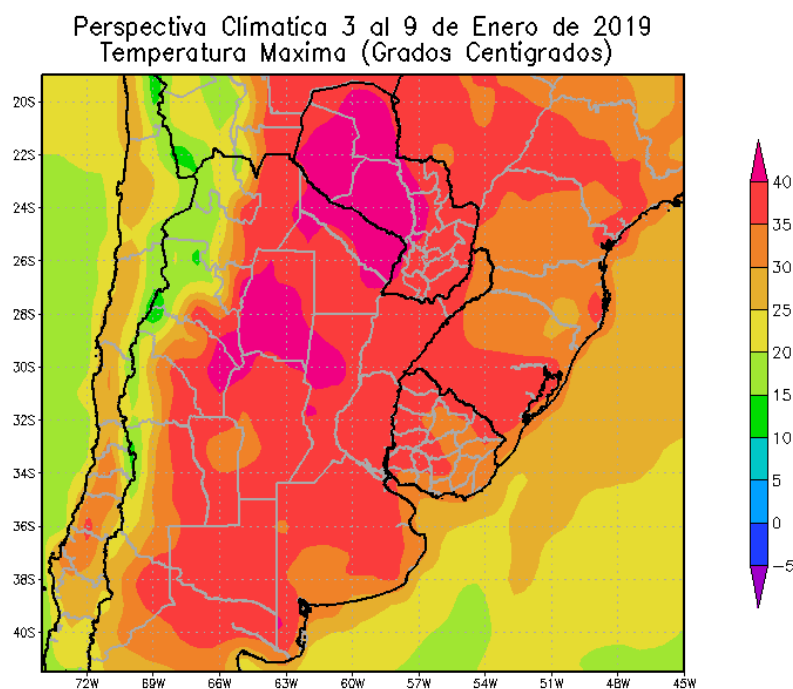 Perspectiva Climatica 3 al 9 de Enero de 2019
Temperatura Maxima (Grados Centigrados)
20S
22S
24S
26S
28S
30S
32S
34S
36S
38S
40S
72W 69W 66W 63W 60W 57W 54W 51W 48W 45W
40
35
30
25
20
15
10
5
0
−5